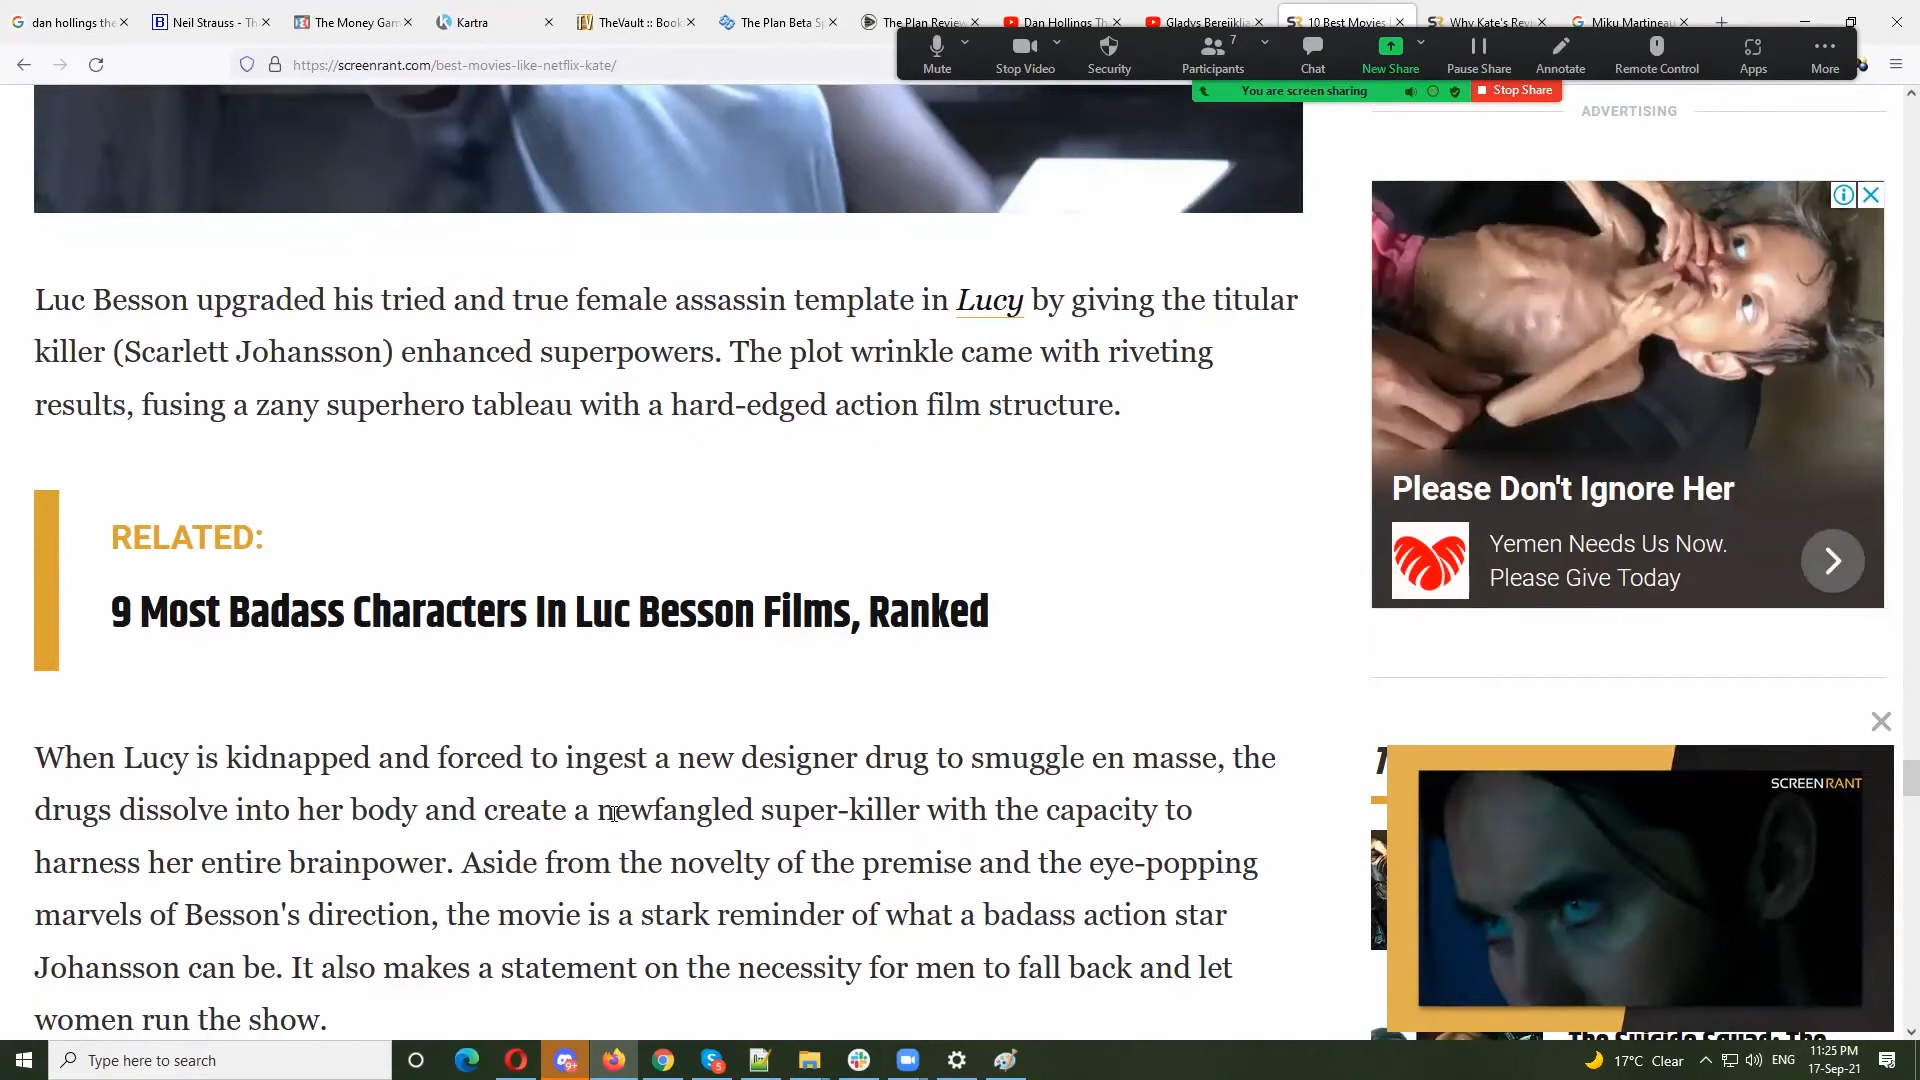 dan hollings the
Neil Strauss - Th
The Money Gam
Kartra
TheVault :: Book
The Plan Beta Sp
The Plan Review
Dan Hollings Th
Gladys Berejiklia
10 Best Movies
Why Kate's Rev
Miku Martineau
https://screenrant.com/best-movies-like-netflix-kate/
Mute
Stop Video
Security
7
Participants
Chat
New Share
Pause Share
Annotate
Remote Control
Apps
More
You are screen sharing
Stop Share
ADVERTISING
Luc Besson upgraded his tried and true female assassin template in Lucy by giving the titular
killer (Scarlett Johansson) enhanced superpowers. The plot wrinkle came with riveting
results, fusing a zany superhero tableau with a hard-edged action film structure.
RELATED:
9 Most Badass Characters In Luc Besson Films, Ranked
When Lucy is kidnapped and forced to ingest a new designer drug to smuggle en masse, the
drugs dissolve into her body and create a newfangled super-killer with the capacity to
harness her entire brainpower. Aside from the novelty of the premise and the eye-popping
marvels of Besson's direction, the movie is a stark reminder of what a badass action star
Johansson can be. It also makes a statement on the necessity for men to fall back and let
women run the show.
Please Don't Ignore Her
Yemen Needs Us Now.
Please Give Today
SCREENRANT
The Suicide Squad: The
Type here to search
9+
5
17°C Clear
ENG
11:25 PM
17-Sep-21